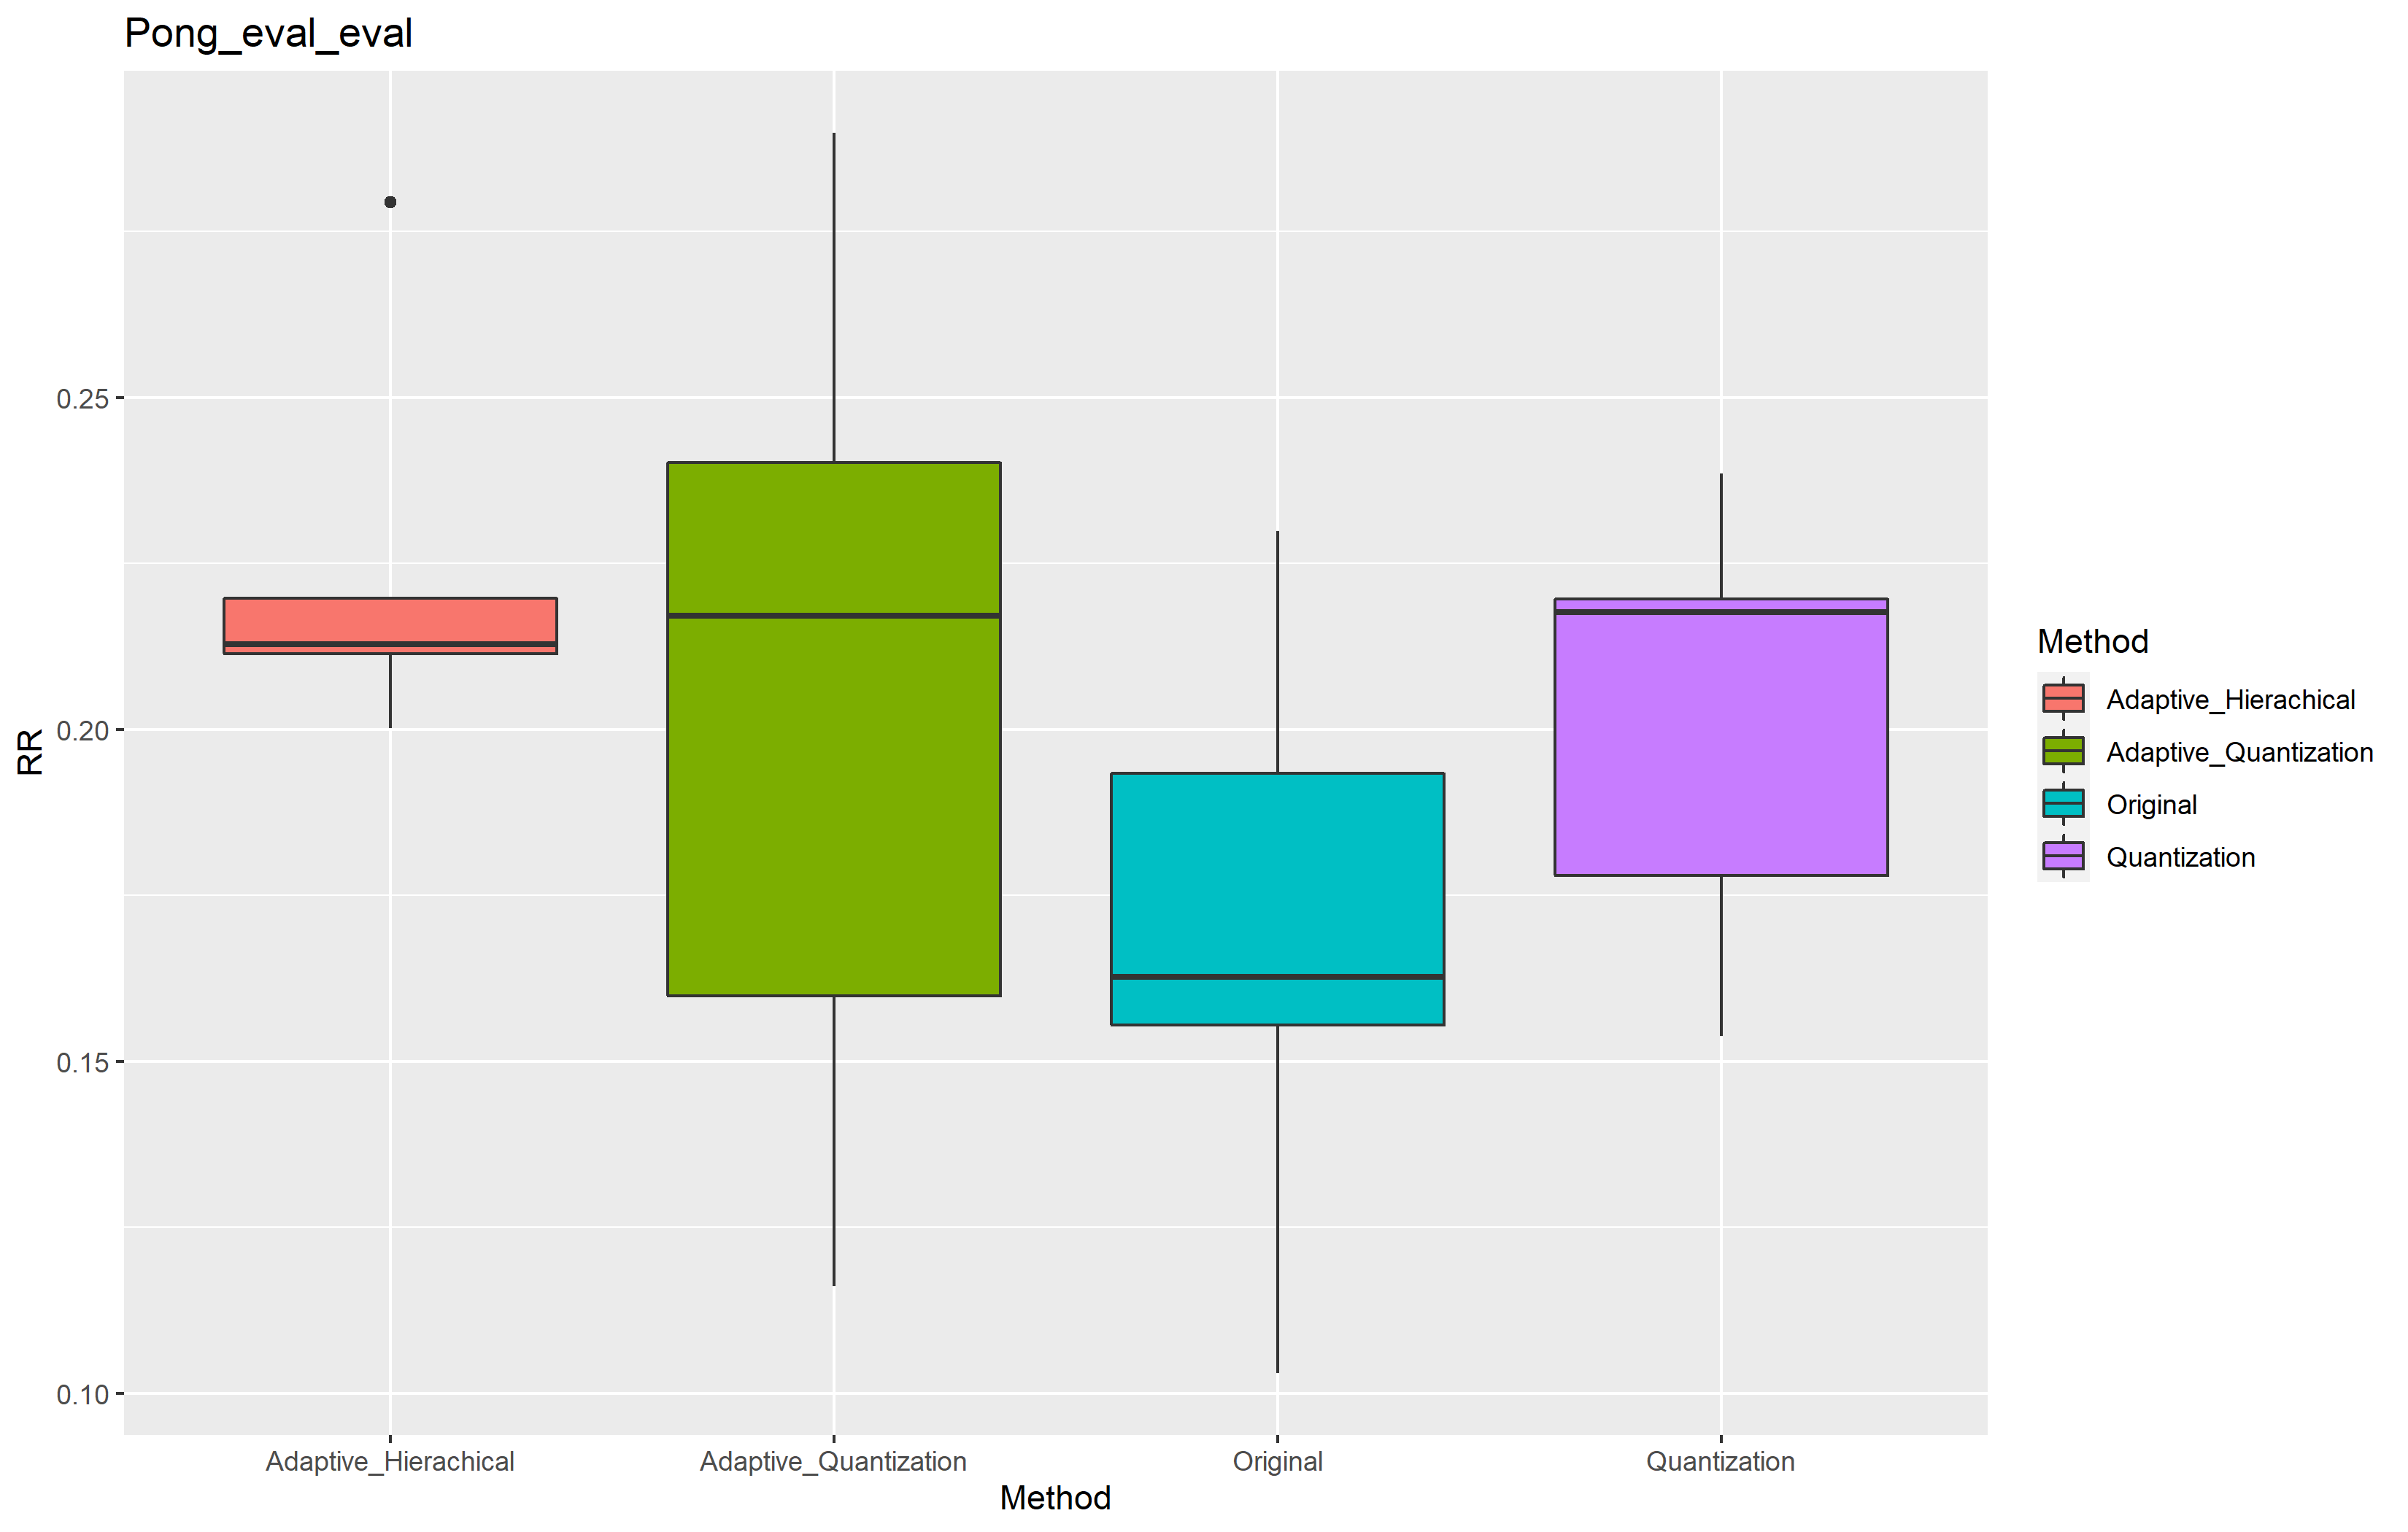 Pong_eval_eval
RR
0.25
0.20
0.15
0.10
Adaptive_Hierachical
Adaptive_Quantization
Original
Quantization
Method
Method
Adaptive_Hierachical
Adaptive_Quantization
Original
Quantization